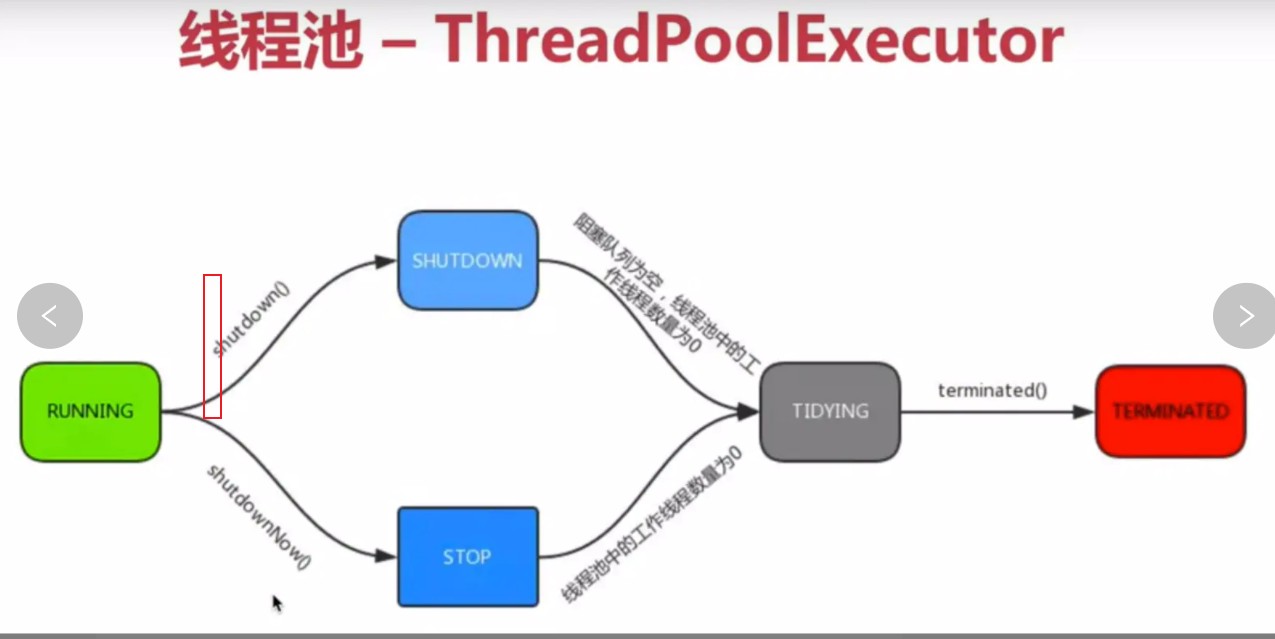 线程池 – ThreadPoolExecutor
SHUTDOWN
shutdown()
阻塞队列为空，线程池中的工
作线程数量为0
RUNNING
TIDYING
terminated()
TERMINATED
shutdownNow()
STOP
线程池中的工作线程数量为0